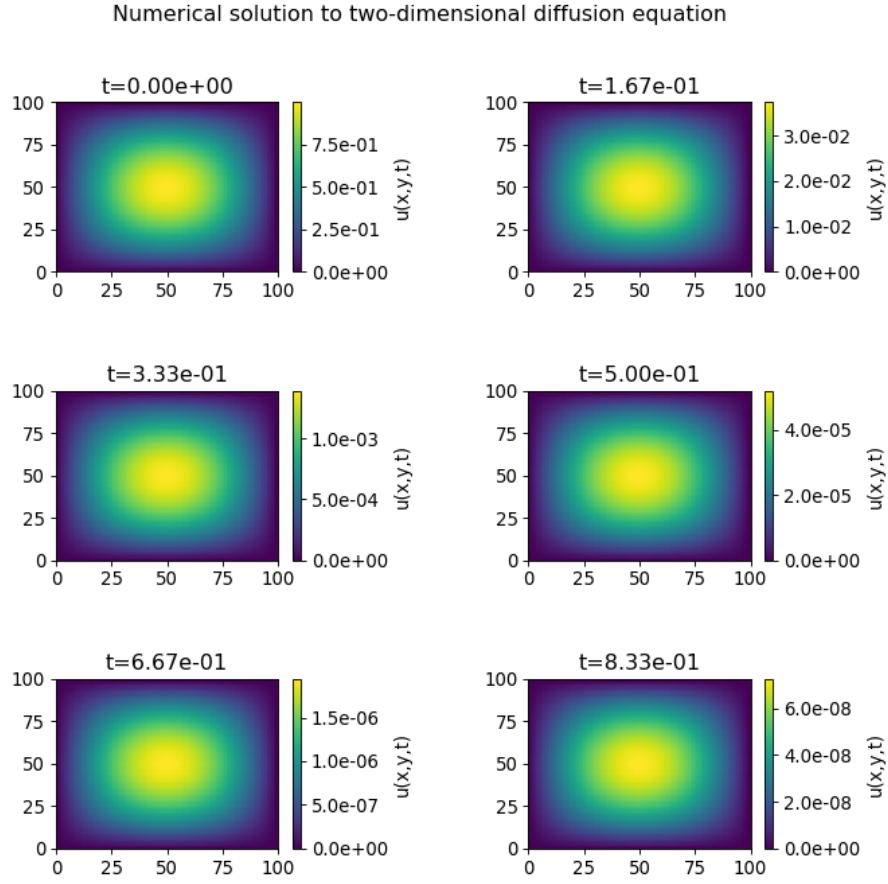 Numerical solution to two-dimensional diffusion equation
t=0.00e+00
100
75
50
25
0
0 25 50 75 100
7.5e-01
5.0e-01
2.5e-01
0.0e+00
u(x,y,t)
t=1.67e-01
100
75
50
25
0
0 25 50 75 100
3.0e-02
2.0e-02
1.0e-02
0.0e+00
u(x,y,t)
t=3.33e-01
100
75
50
25
0
0 25 50 75 100
1.0e-03
5.0e-04
0.0e+00
u(x,y,t)
t=5.00e-01
100
75
50
25
0
0 25 50 75 100
4.0e-05
2.0e-05
0.0e+00
u(x,y,t)
t=6.67e-01
100
75
50
25
0
0 25 50 75 100
1.5e-06
1.0e-06
5.0e-07
0.0e+00
u(x,y,t)
t=8.33e-01
100
75
50
25
0
0 25 50 75 100
6.0e-08
4.0e-08
2.0e-08
0.0e+00
u(x,y,t)